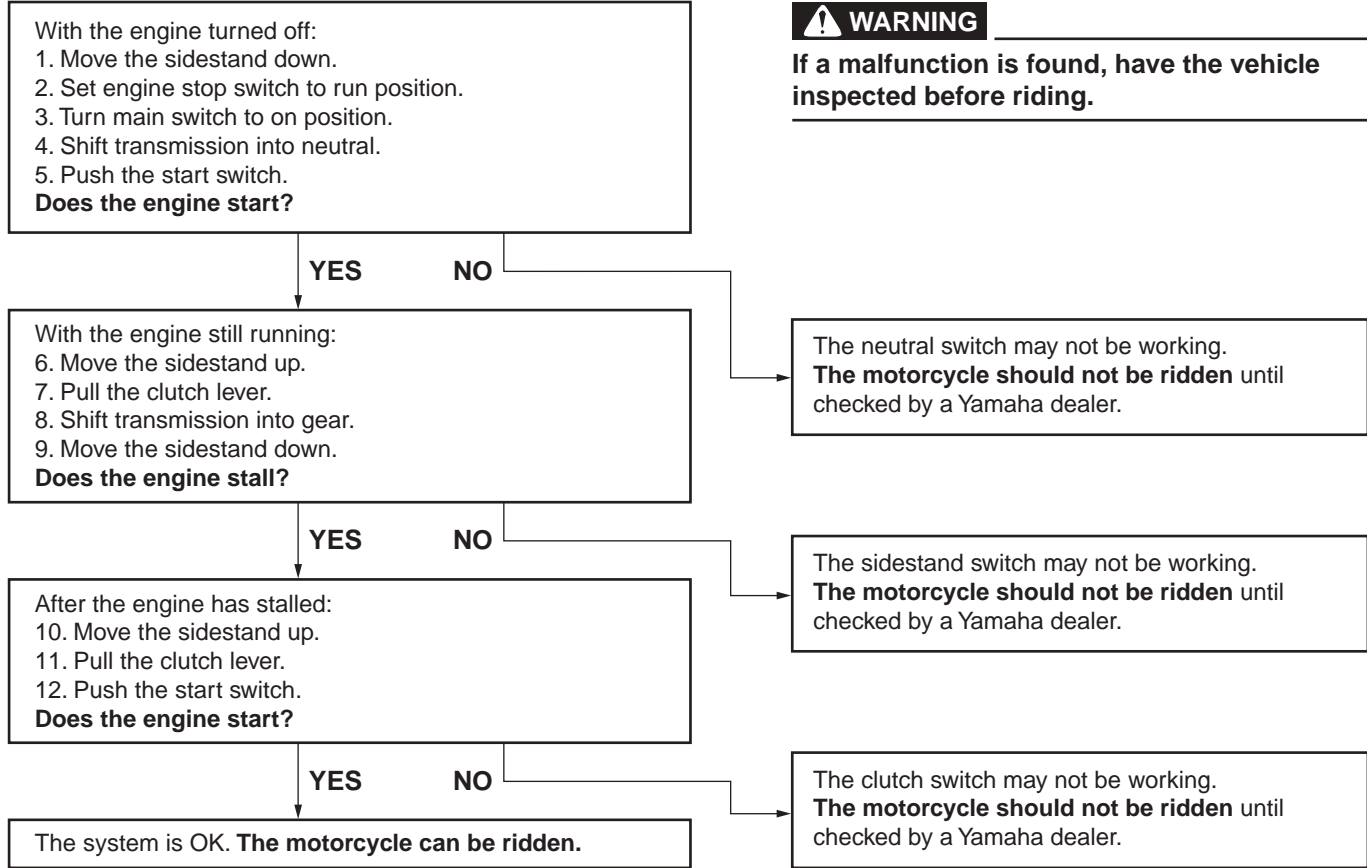 With the engine turned off:
1. Move the sidestand down.
2. Set engine stop switch to run position.
3. Turn main switch to on position.
4. Shift transmission into neutral.
5. Push the start switch.
Does the engine start?
WARNING
If a malfunction is found, have the vehicle
inspected before riding.
YES NO
With the engine still running:
6. Move the sidestand up.
7. Pull the clutch lever.
8. Shift transmission into gear.
9. Move the sidestand down.
Does the engine stall?
The neutral switch may not be working.
The motorcycle should not be ridden until
checked by a Yamaha dealer.
YES NO
After the engine has stalled:
10. Move the sidestand up.
11. Pull the clutch lever.
12. Push the start switch.
Does the engine start?
The sidestand switch may not be working.
The motorcycle should not be ridden until
checked by a Yamaha dealer.
YES NO
The system is OK. The motorcycle can be ridden.
The clutch switch may not be working.
The motorcycle should not be ridden until
checked by a Yamaha dealer.